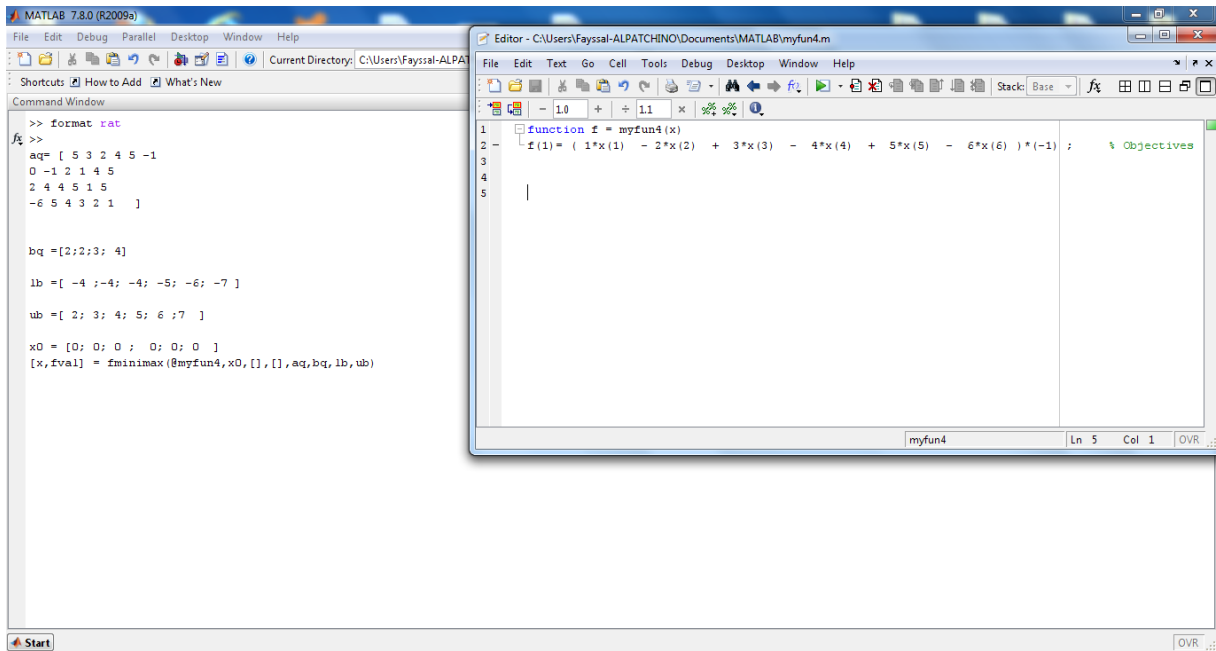 MATLAB 7.8.0 (R2009a)
File Edit Debug Parallel Desktop Window Help
Current Directory: C:\Users\Fayssal-ALPAT
Shortcuts How to Add What's New
Command Window
>> format rat
fx >>
aq= [ 5 3 2 4 5 -1
0 -1 2 1 4 5
2 4 4 5 1 5
-6 5 4 3 2 1 ]
bq =[2;2;3; 4]
lb =[ -4 ;-4; -4; -5; -6; -7 ]
ub =[ 2; 3; 4; 5; 6 ;7 ]
x0 = [0; 0; 0 ; 0; 0; 0 ]
[x,fval] = fminimax(@myfun4,x0,[],[],aq,bq,lb,ub)
Start
OVR
Editor - C:\Users\Fayssal-ALPATCHINO\Documents\MATLAB\myfun4.m
File Edit Text Go Cell Tools Debug Desktop Window Help
Stack: Base fx
- 1.0 + ÷ 1.1 ×
1 function f = myfun4(x)
2 - f(1)= ( 1*x(1) - 2*x(2) + 3*x(3) - 4*x(4) + 5*x(5) - 6*x(6) )*(-1) ; % Objectives
3
4
5
myfun4 Ln 5 Col 1 OVR